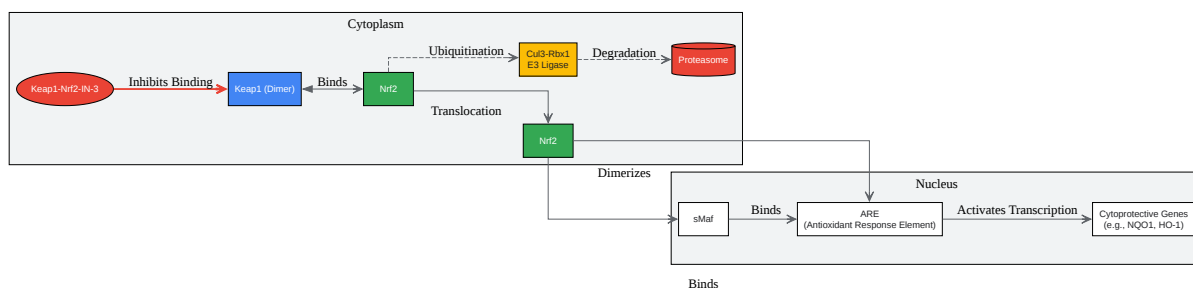 Cytoplasm
Ubiquitination
Cul3-Rbx1
E3 Ligase
Degradation
Proteasome
Keap1-Nrf2-IN-3
Inhibits Binding
Keap1 (Dimer)
Binds
Nrf2
Translocation
Nrf2
Dimerizes
Nucleus
sMaf
Binds
ARE
(Antioxidant Response Element)
Activates Transcription
Cytoprotective Genes
(e.g., NQO1, HO-1)
Binds